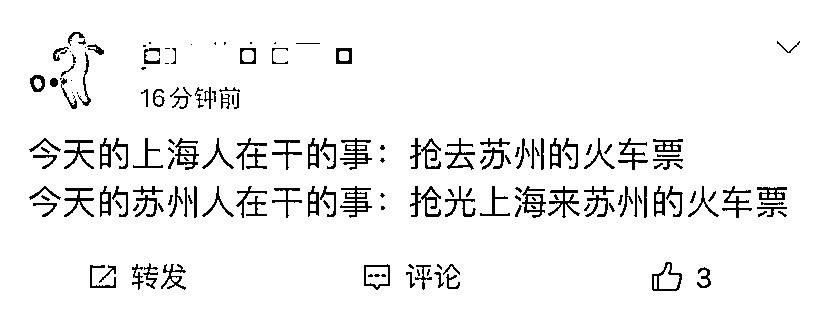 16分钟前
今天的上海人在干的事：抢去苏州的火车票
今天的苏州人在干的事：抢光上海来苏州的火车票
转发
评论
3